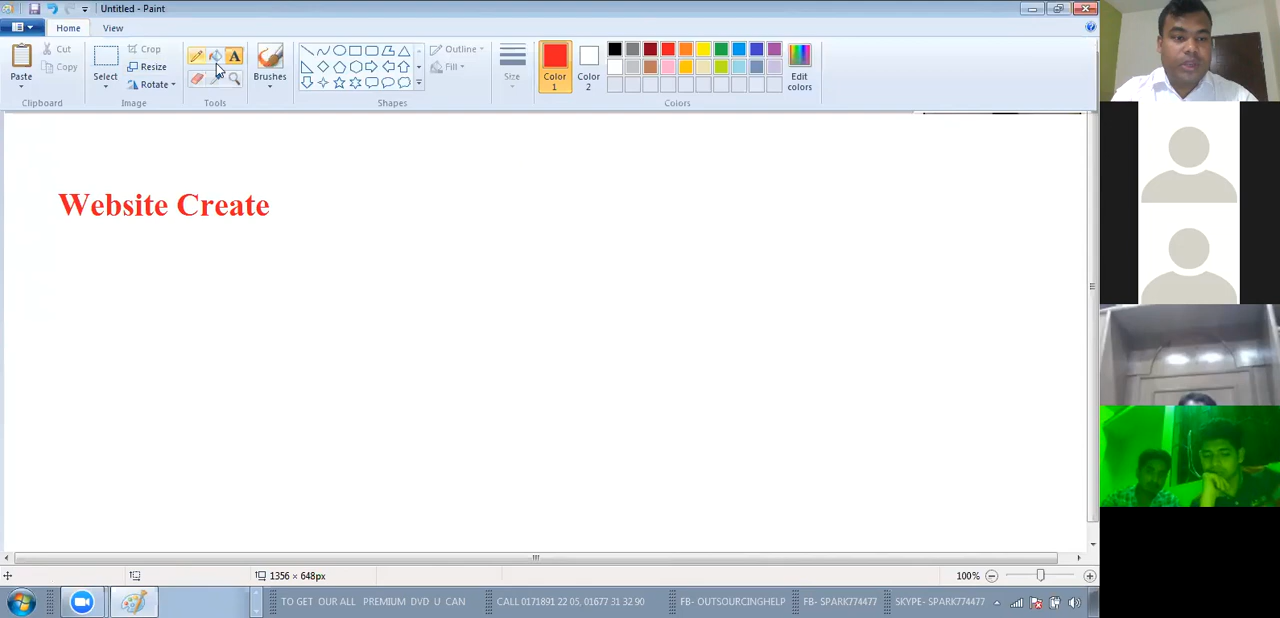 Untitled - Paint
Home View
Paste
Cut
Copy
Clipboard
Select
Crop
Resize
Rotate
Image
Tools
Brushes
Shapes
Outline
Fill
Size
Color 1
Color 2
Edit colors
Colors
Website Create
1356 × 648px
100%
TO GET OUR ALL PREMIUM DVD U CAN
CALL 0171891 22 05, 01677 31 32 90
FB- OUTSOURCINGHELP
FB- SPARK774477
SKYPE- SPARK774477